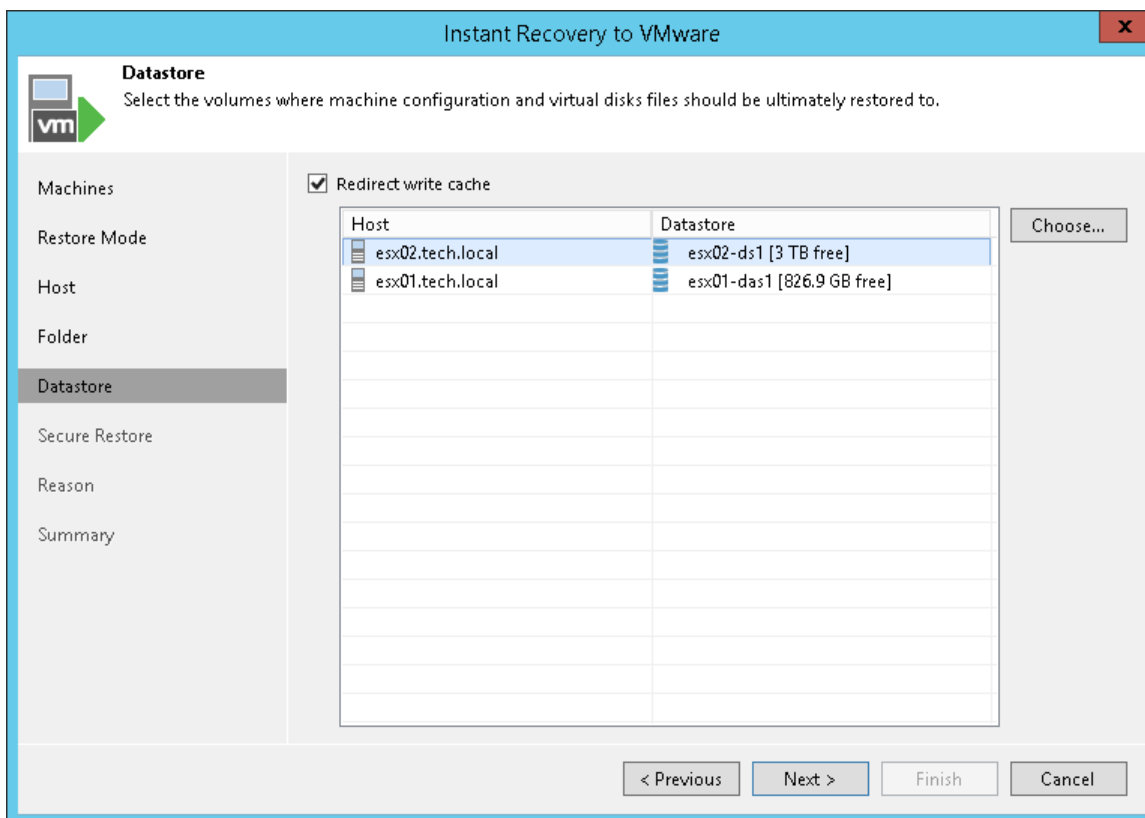 Instant Recovery to VMware
x
Datastore
Select the volumes where machine configuration and virtual disks files should be ultimately restored to.
vm
Machines
Restore Mode
Host
Folder
Datastore
Secure Restore
Reason
Summary
Redirect write cache
Host Datastore
esx02.tech.local esx02-ds1 [3 TB free]
esx01.tech.local esx01-das1 [826.9 GB free]
Choose...
< Previous Next > Finish Cancel